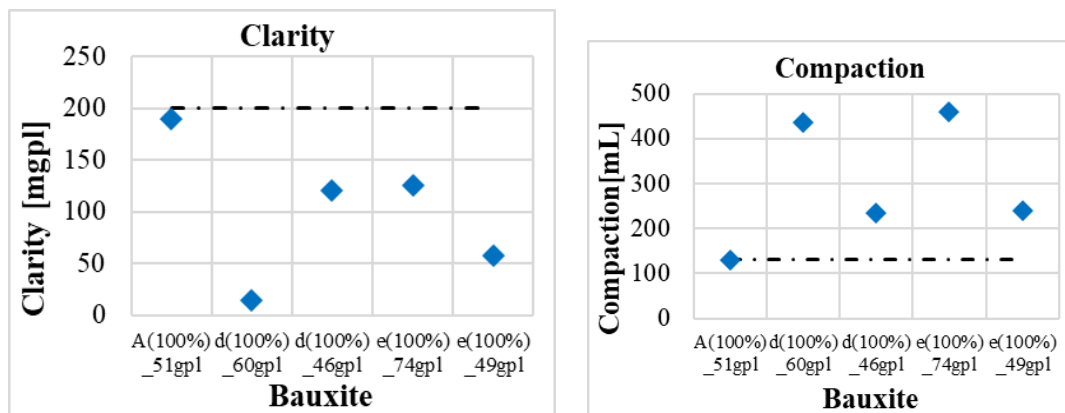 Clarity
Clarity [mgpl]
250
200
150
100
50
0
A(100%) d(100%) d(100%) e(100%) e(100%)
_51gpl _60gpl _46gpl _74gpl _49gpl
Bauxite
Compaction
Compaction[mL]
500
400
300
200
100
0
A(100%) d(100%) d(100%) e(100%) e(100%)
_51gpl _60gpl _46gpl _74gpl _49gpl
Bauxite